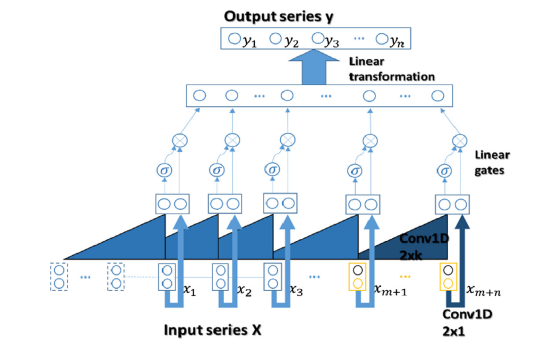 Output series y
y₁ y₂ y₃ ... yₙ
Linear
transformation
... ... ...
σ σ σ σ σ
Linear
gates
Conv1D
2xk
... ... ...
x₁ x₂ x₃ xₘ₊₁ xₘ₊ₙ
Input series X
Conv1D
2x1